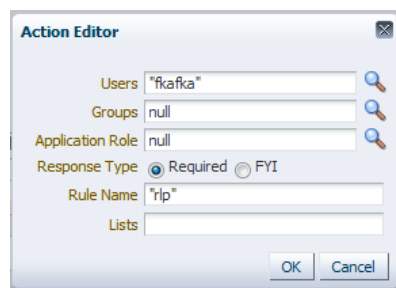 Action Editor
Users "fkafka"
Groups null
Application Role null
Response Type Required FYI
Rule Name "rlp"
Lists
OK Cancel